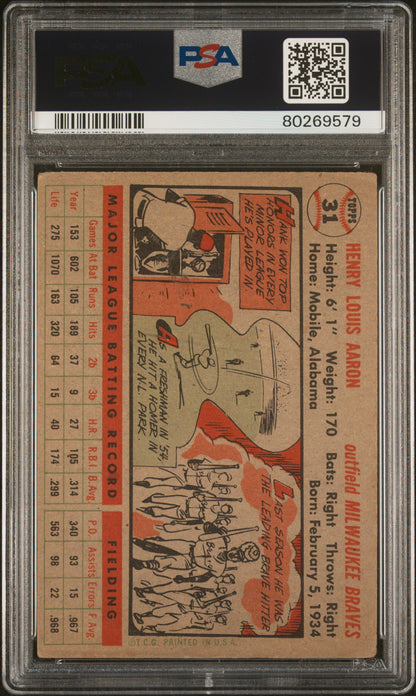 PSA
PSA
80269579
TOPPS
31
HENRY LOUIS AARON outfield MILWAUKEE BRAVES
Height: 6' 1" Weight: 170 Bats: Right Throws: Right
Home: Mobile, Alabama Born: February 5, 1934
HANK WON TOP
HONORS IN EVERY
MINOR LEAGUE
HE'S PLAYED IN
AS A FRESHMAN IN '54,
HE HIT A HOMER IN
EVERY N.L. PARK
LAST SEASON HE WAS
THE LEADING BRAVE HITTER
MAJOR LEAGUE BATTING RECORD FIELDING
Games At Bat Runs Hits 2b 3b H.R. R.B.I. B.Avg P.O. Assists Errors F. Avg
Year 153 602 105 189 37 9 27 105 .314 340 93 15 .967
Life 275 1070 163 320 64 15 40 174 .299 563 98 22 .968
©T.C.G. PRINTED IN U.S.A.